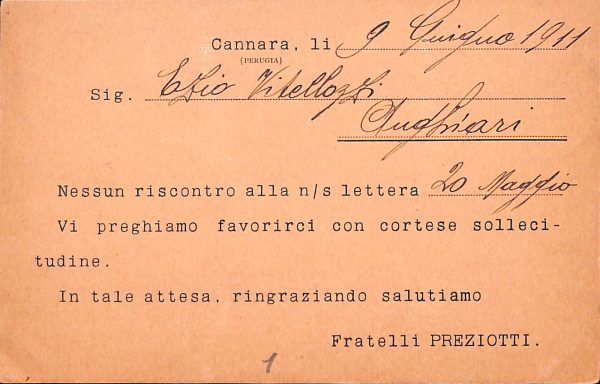 Cannara, li 9 Giugno 1911
(PERUGIA)
Sig. Ezio Vitellozzi
Anghiari
Nessun riscontro alla n/s lettera 20 Maggio
Vi preghiamo favorirci con cortese solleci-
tudine.
In tale attesa, ringraziando salutiamo
Fratelli PREZIOTTI.
1